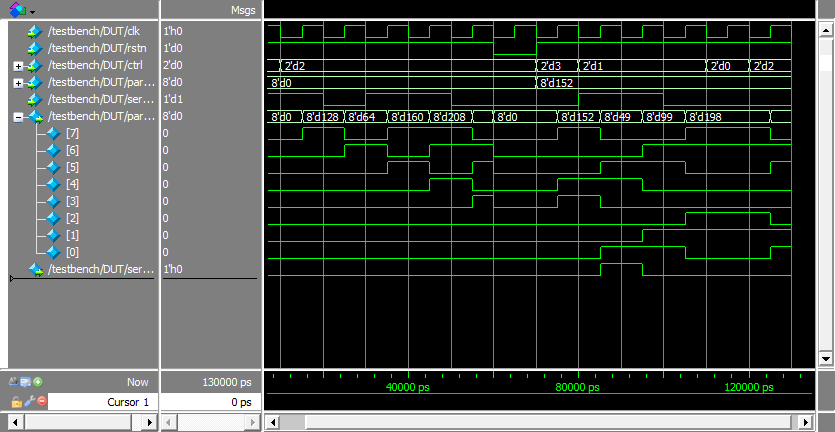 Msgs
/testbench/DUT/clk 1'h0
/testbench/DUT/rstn 1'd0
/testbench/DUT/ctrl 2'd0 2'd2 2'd3 2'd1 2'd0 2'd2
/testbench/DUT/par... 8'd0 8'd0 8'd152
/testbench/DUT/ser... 1'd1
/testbench/DUT/par... 8'd0 8'd0 8'd128 8'd64 8'd160 8'd208 8'd0 8'd152 8'd49 8'd99 8'd198
[7] 0
[6] 0
[5] 0
[4] 0
[3] 0
[2] 0
[1] 0
[0] 0
/testbench/DUT/ser... 1'h0
Now 130000 ps 40000 ps 80000 ps 120000 ps
Cursor 1 0 ps